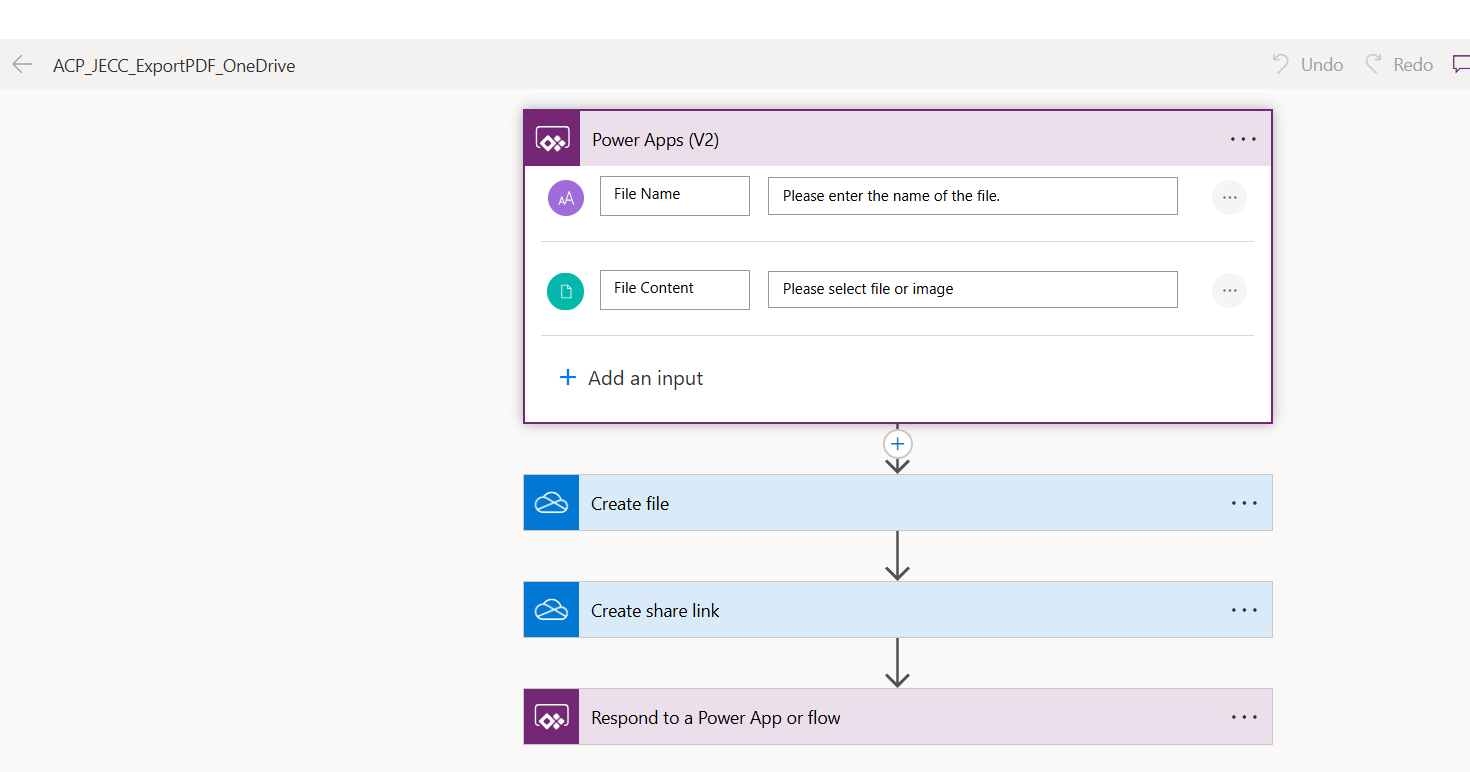 ACP_JECC_ExportPDF_OneDrive
Undo
Redo
Power Apps (V2)
File Name
Please enter the name of the file.
File Content
Please select file or image
Add an input
Create file
Create share link
Respond to a Power App or flow